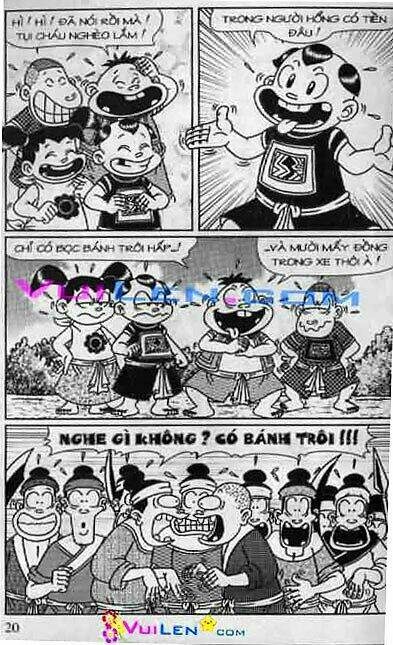 HÌ! HÌ! ĐÃ NÓI RỒI MÀ!
TỤI CHÁU NGHÈO LẮM!
TRONG NGƯỜI HỔNG CÓ TIỀN
ĐÂU!
CHỈ CÓ BỌC BÁNH TRÔI HẤP...!
...VÀ MƯỜI MẤY ĐỒNG
TRONG XE THÔI À!
VuiLen.com
NGHE GÌ KHÔNG? CÓ BÁNH TRÔI!!!
20
VuiLen.com